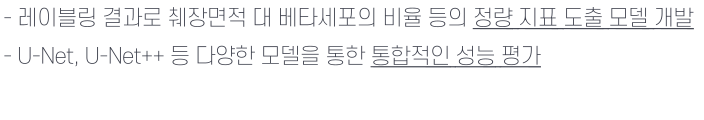 - 레이블링 결과로 췌장면적 대 베타세포의 비율 등의 정량 지표 도출 모델 개발
- U-Net, U-Net++ 등 다양한 모델을 통한 통합적인 성능 평가